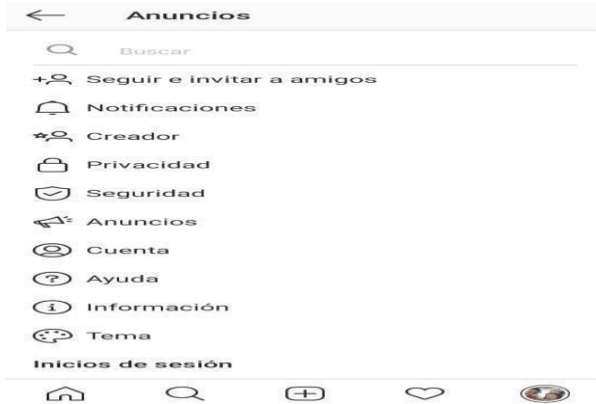 Anuncios
Buscar
Seguir e invitar a amigos
Notificaciones
Creador
Privacidad
Seguridad
Anuncios
Cuenta
Ayuda
Información
Tema
Inicios de sesión